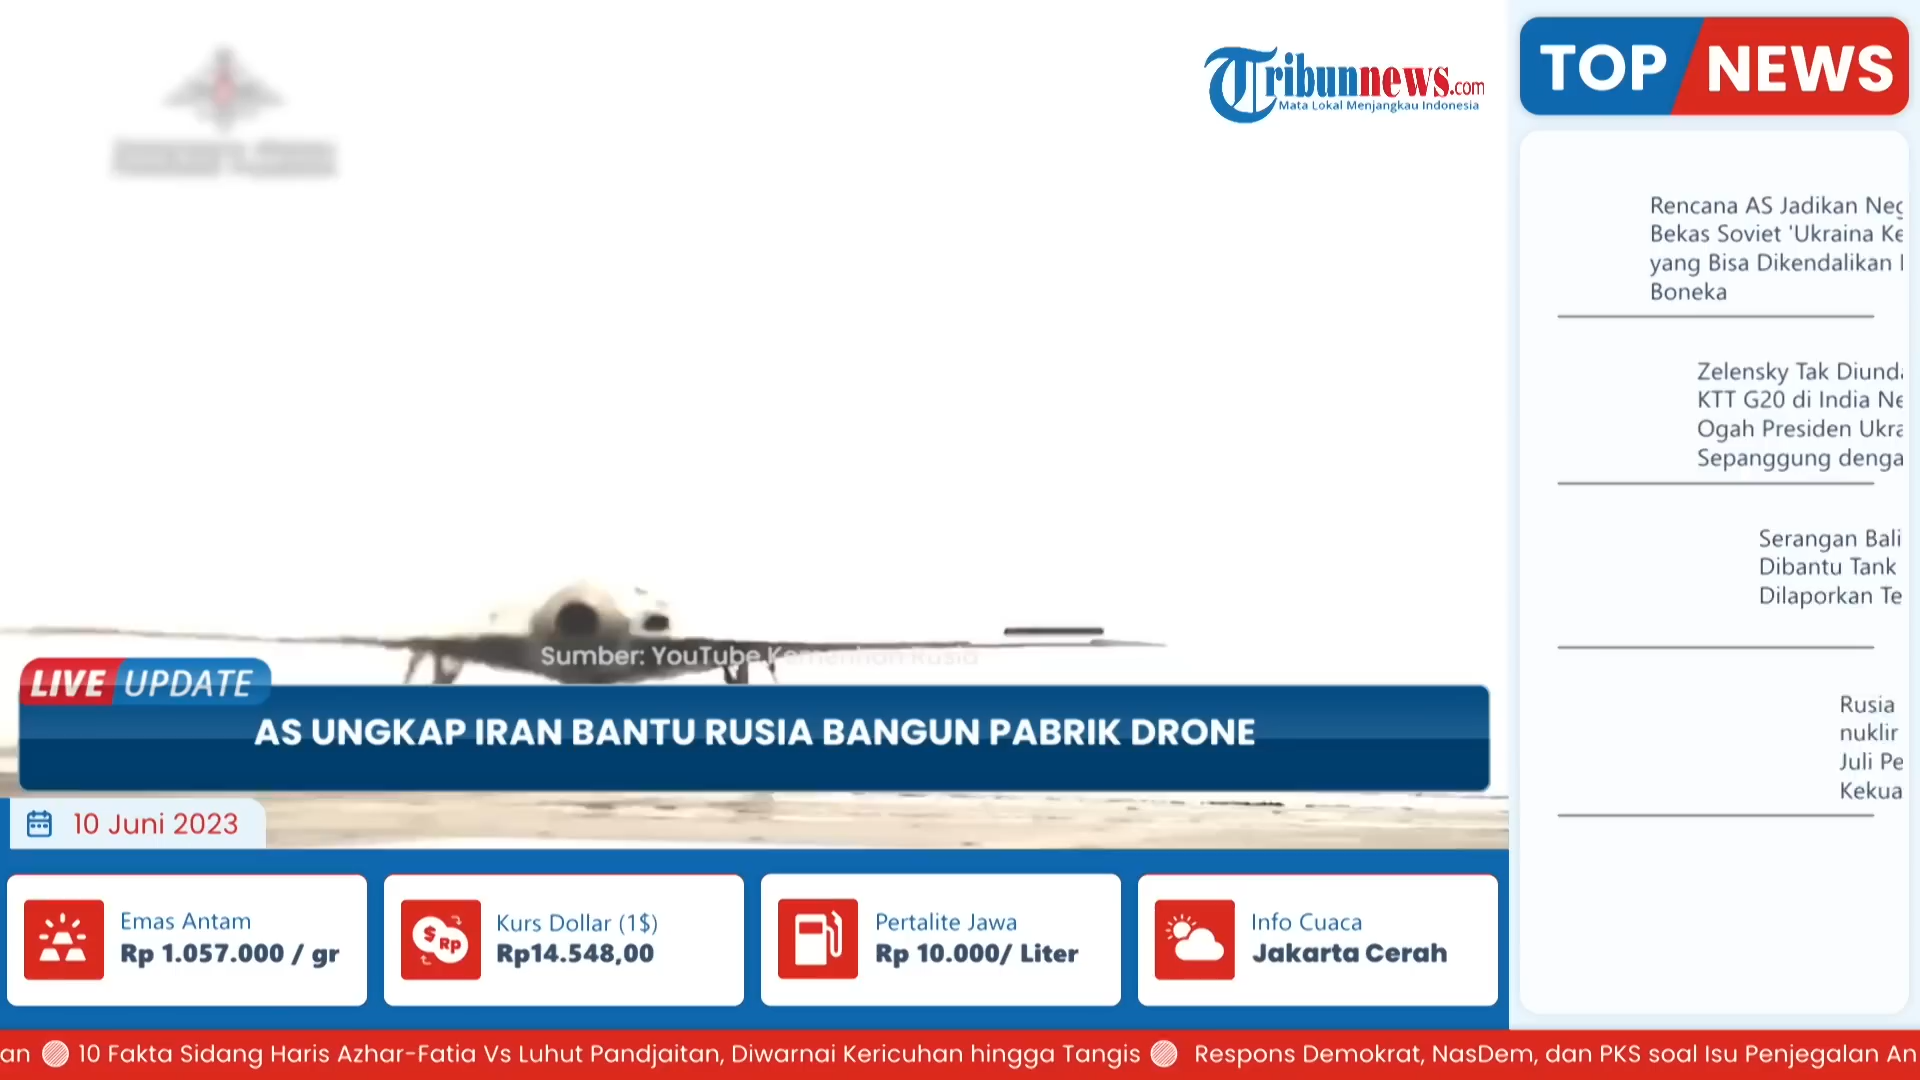 Tribunnews.com
Mata Lokal Menjangkau Indonesia
TOP NEWS
Rencana AS Jadikan Neg
Bekas Soviet 'Ukraina Ke
yang Bisa Dikendalikan
Boneka
Zelensky Tak Diunda
KTT G20 di India Ne
Ogah Presiden Ukra
Sepanggung denga
Serangan Bali
Dibantu Tank
Dilaporkan Te
Rusia
nuklir
Juli Pe
Kekua
Sumber: YouTube Kemenhan Rusia
LIVE UPDATE
AS UNGKAP IRAN BANTU RUSIA BANGUN PABRIK DRONE
10 Juni 2023
Emas Antam
Rp 1.057.000 / gr
Kurs Dollar (1$)
Rp14.548,00
Pertalite Jawa
Rp 10.000/ Liter
Info Cuaca
Jakarta Cerah
an 10 Fakta Sidang Haris Azhar-Fatia Vs Luhut Pandjaitan, Diwarnai Kericuhan hingga Tangis Respons Demokrat, NasDem, dan PKS soal Isu Penjegalan An